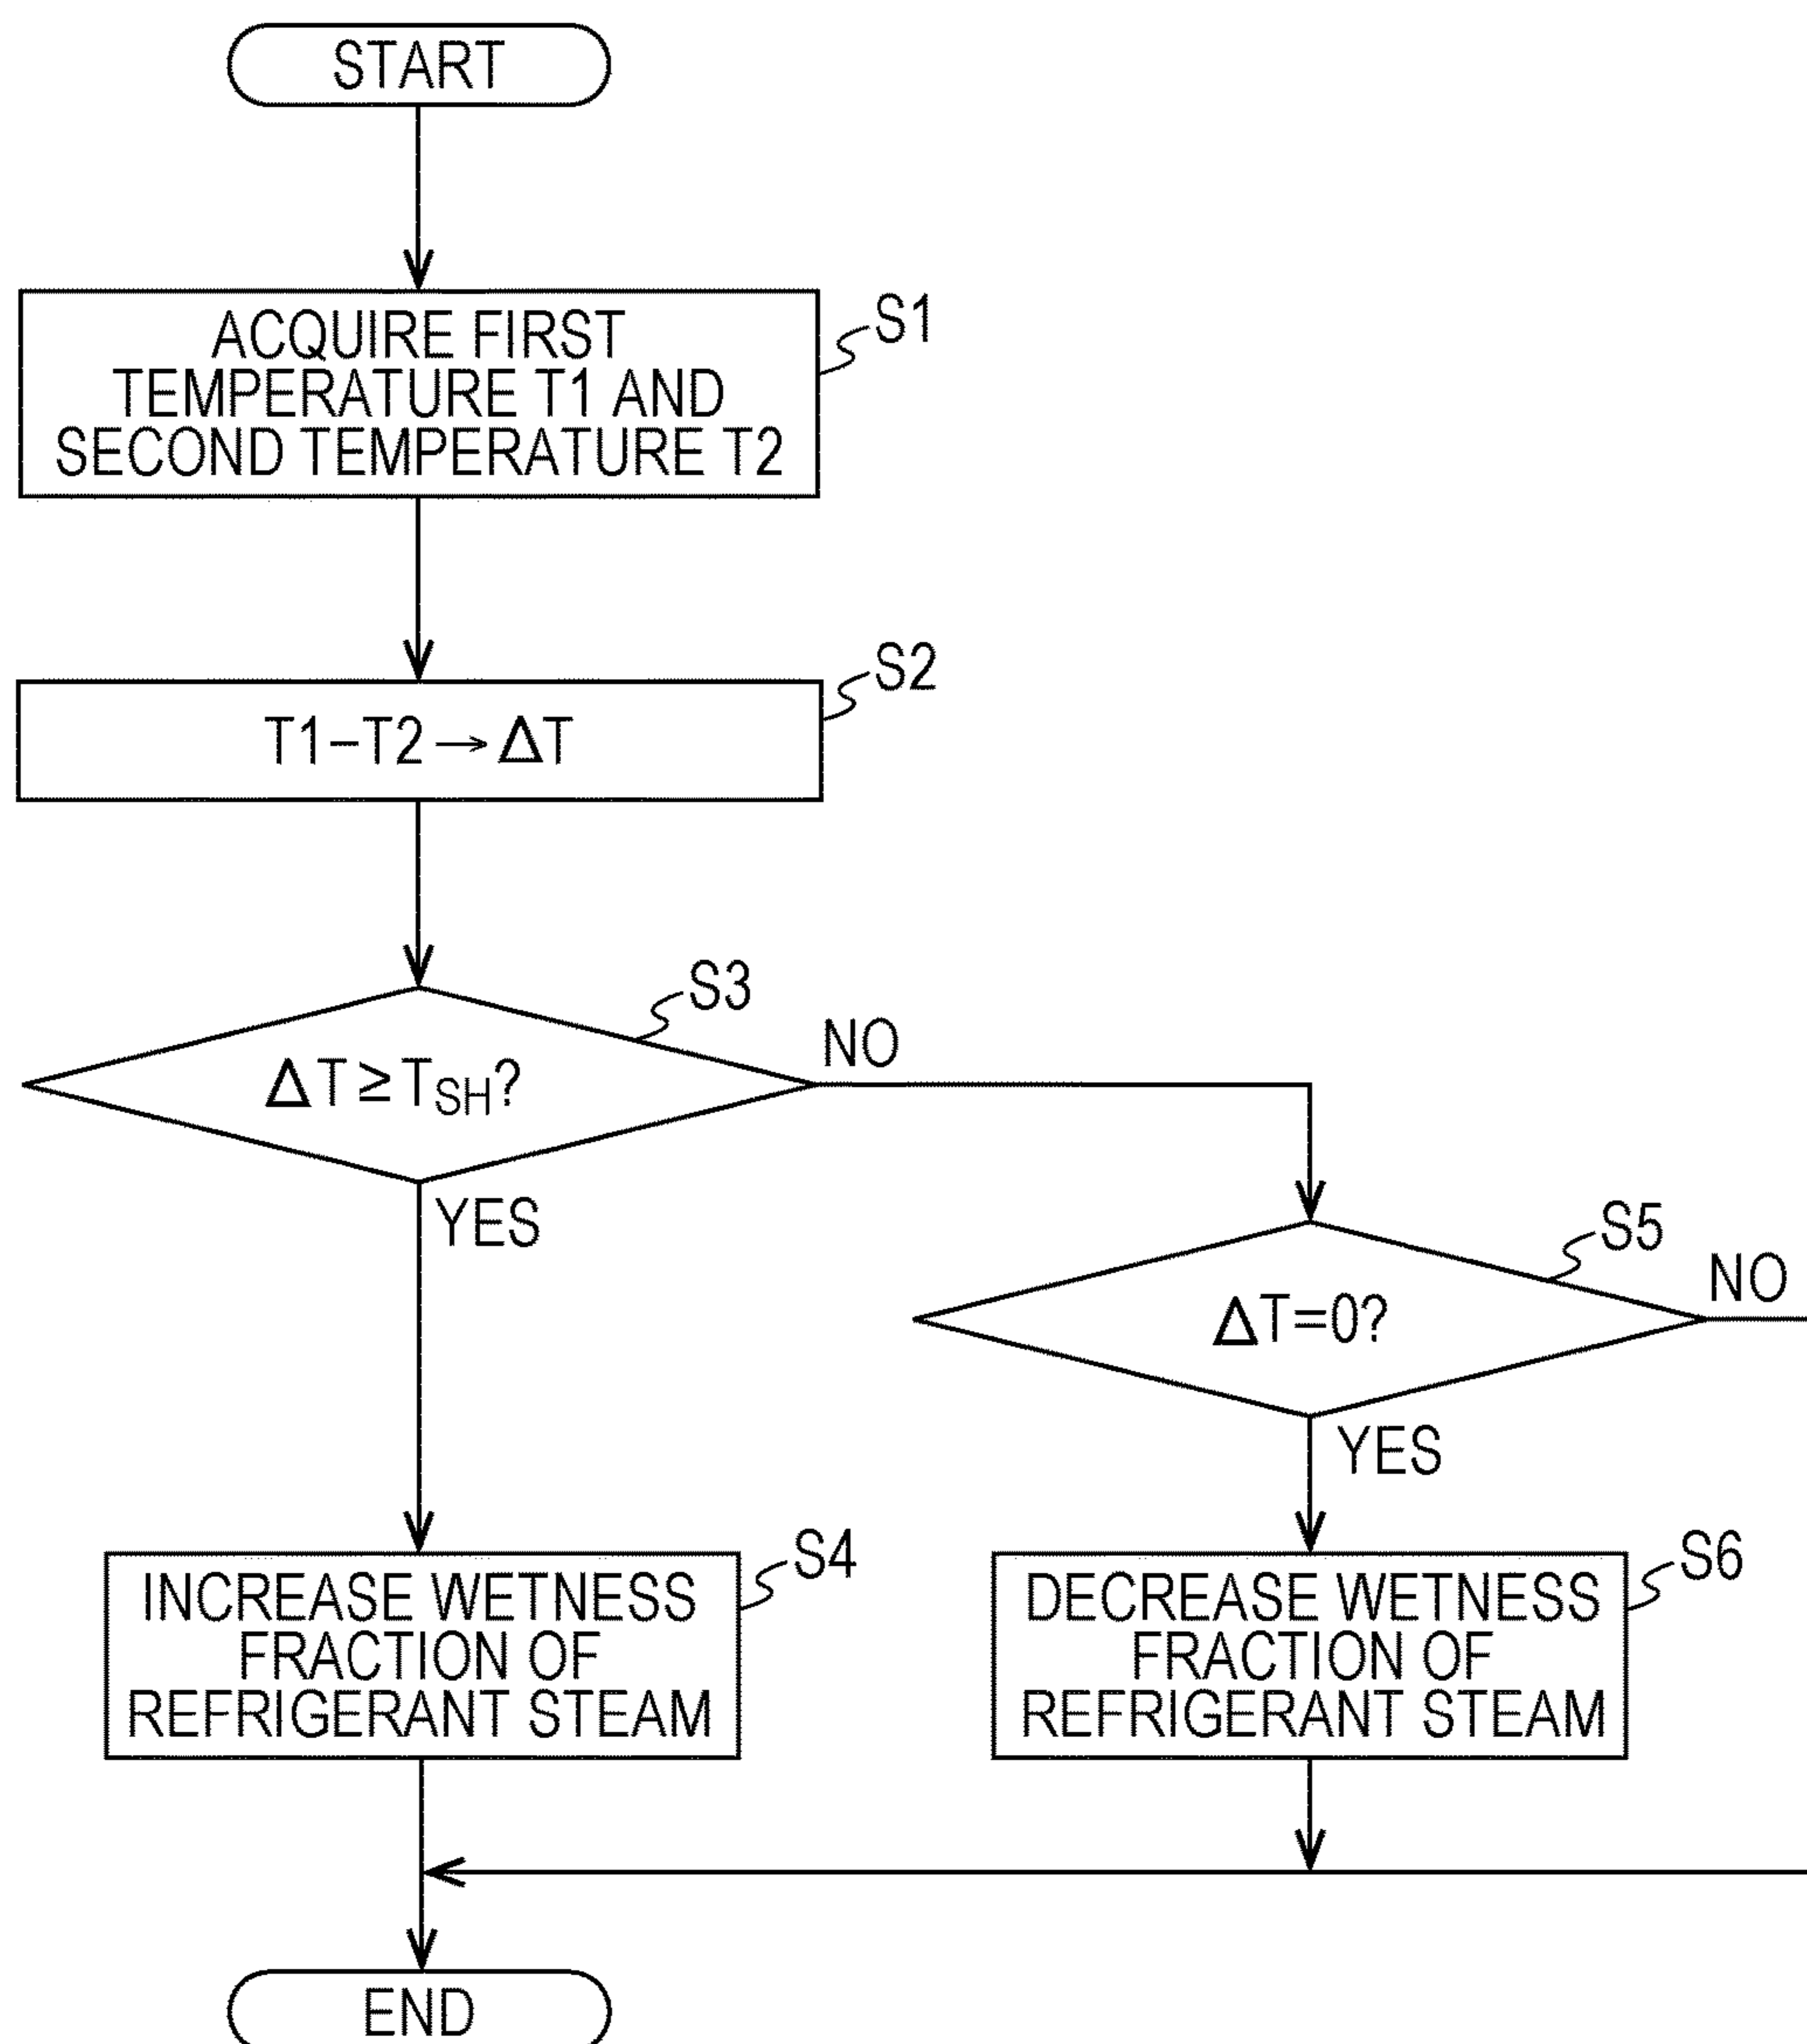 START
ACQUIRE FIRST
TEMPERATURE T1 AND
SECOND TEMPERATURE T2
S1
T1−T2→ΔT
S2
ΔT≥T_SH?
S3
NO
YES
ΔT=0?
S5
NO
YES
INCREASE WETNESS
FRACTION OF
REFRIGERANT STEAM
S4
DECREASE WETNESS
FRACTION OF
REFRIGERANT STEAM
S6
END